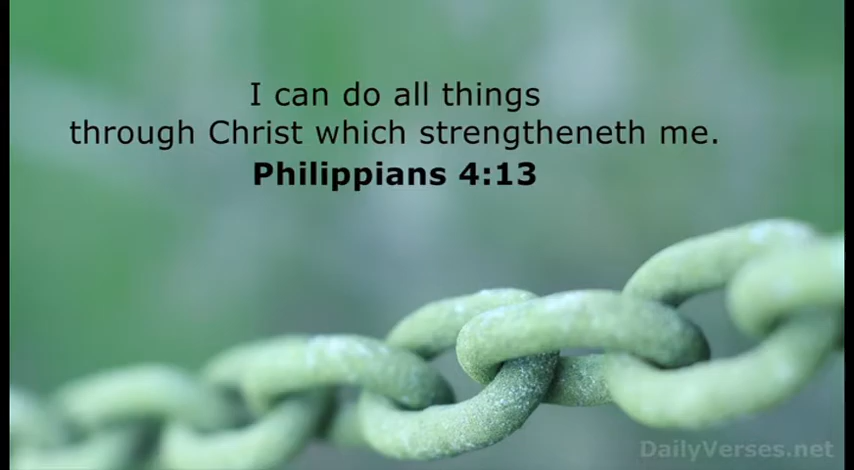 I can do all things
through Christ which strengtheneth me.
Philippians 4:13
DailyVerses.net